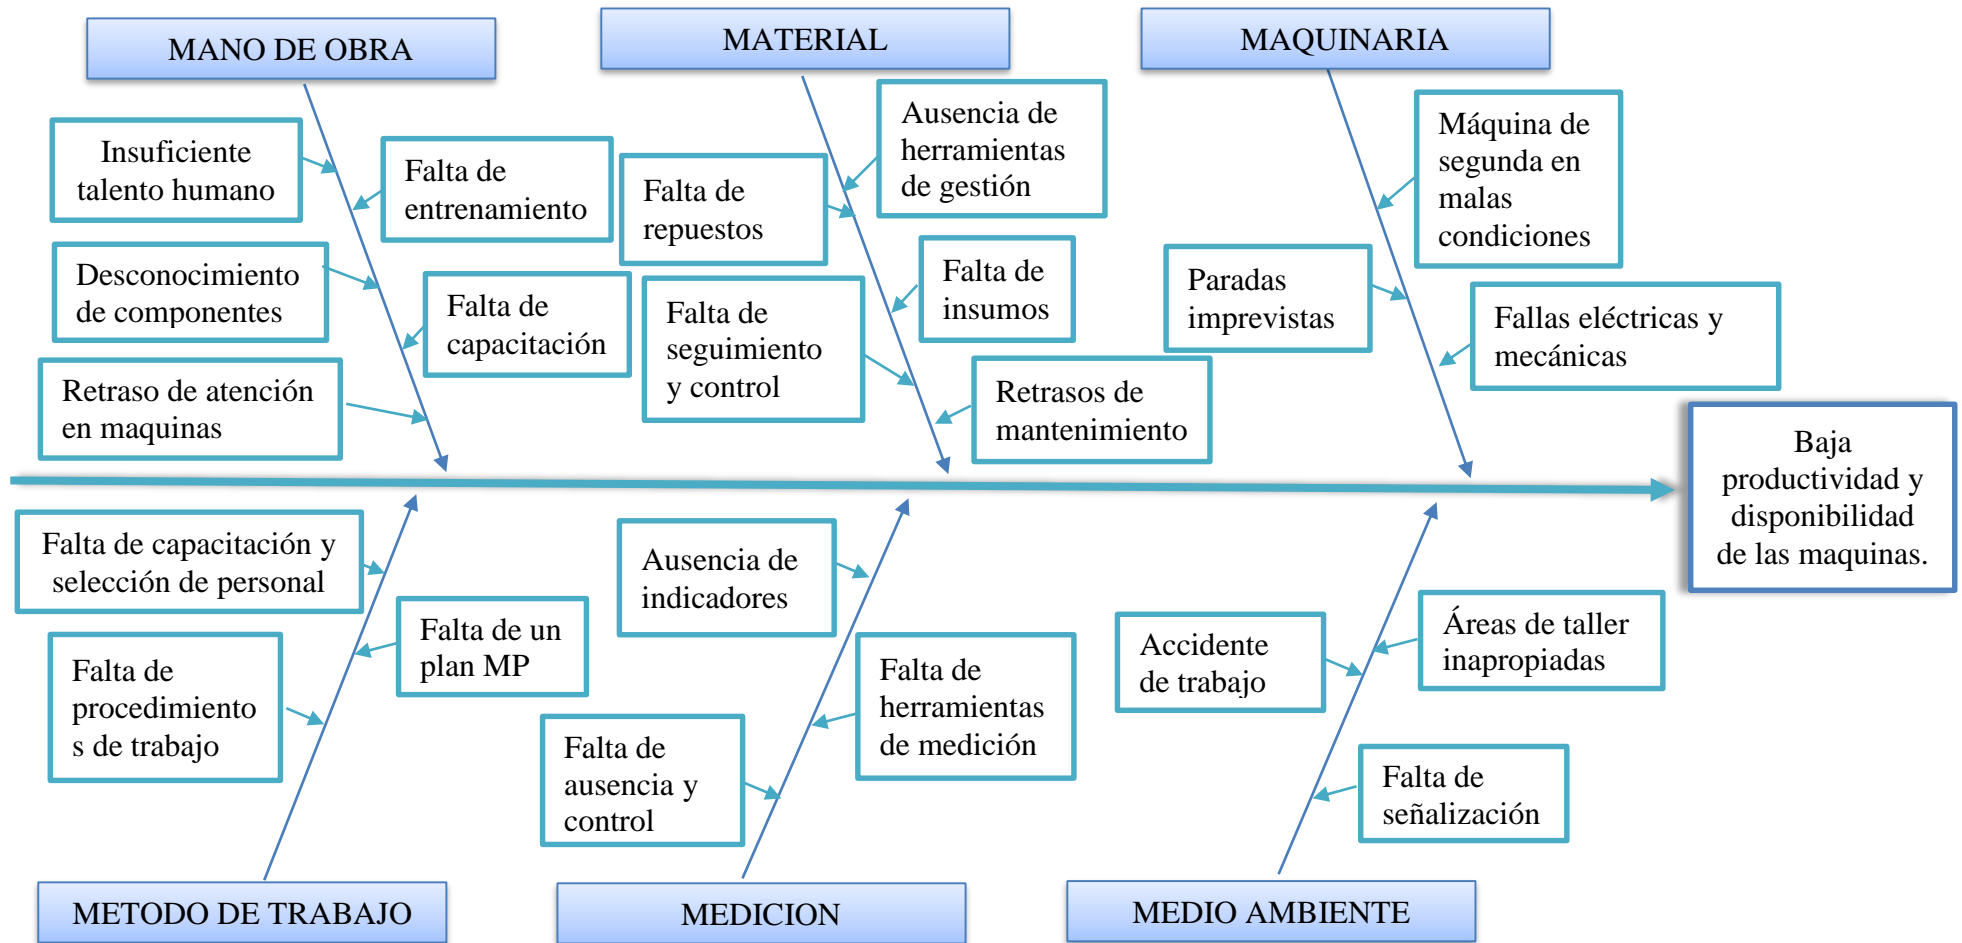 MANO DE OBRA
MATERIAL
MAQUINARIA
Insuficiente
talento humano
Falta de
entrenamiento
Desconocimiento
de componentes
Falta de
capacitación
Retraso de atención
en maquinas
Ausencia de
herramientas
de gestión
Falta de
repuestos
Falta de
insumos
Falta de
seguimiento
y control
Retrasos de
mantenimiento
Máquina de
segunda en
malas
condiciones
Paradas
imprevistas
Fallas eléctricas y
mecánicas
Baja
productividad y
disponibilidad
de las maquinas.
Falta de capacitación y
selección de personal
Falta de un
plan MP
Falta de
procedimiento
s de trabajo
Ausencia de
indicadores
Falta de
herramientas
de medición
Falta de
ausencia y
control
Accidente
de trabajo
Áreas de taller
inapropiadas
Falta de
señalización
METODO DE TRABAJO
MEDICION
MEDIO AMBIENTE